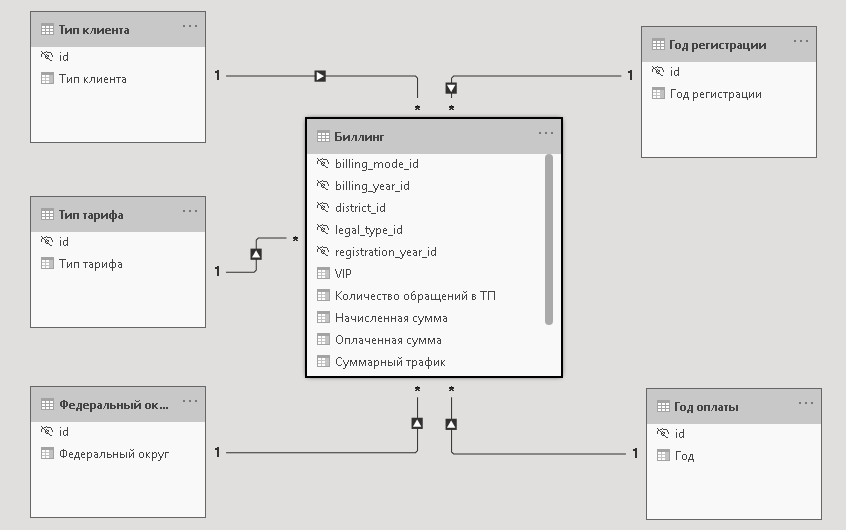 Тип клиента
id
Тип клиента
1
*
Год регистрации
id
Год регистрации
1
*
Биллинг
billing_mode_id
billing_year_id
district_id
legal_type_id
registration_year_id
VIP
Количество обращений в ТП
Начисленная сумма
Оплаченная сумма
Суммарный трафик
Тип тарифа
id
Тип тарифа
1
*
Федеральный ок...
id
Федеральный округ
1
*
Год оплаты
id
Год
1
*